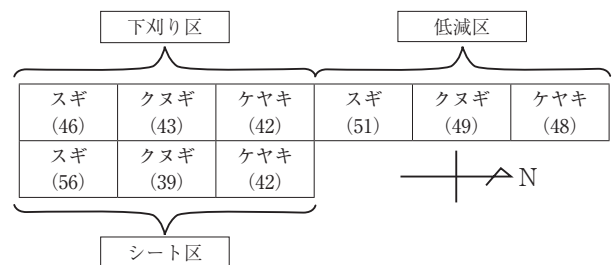 下刈り区 低減区
スギ クヌギ ケヤキ スギ クヌギ ケヤキ
(46) (43) (42) (51) (49) (48)
スギ クヌギ ケヤキ
(56) (39) (42)
N
シート区